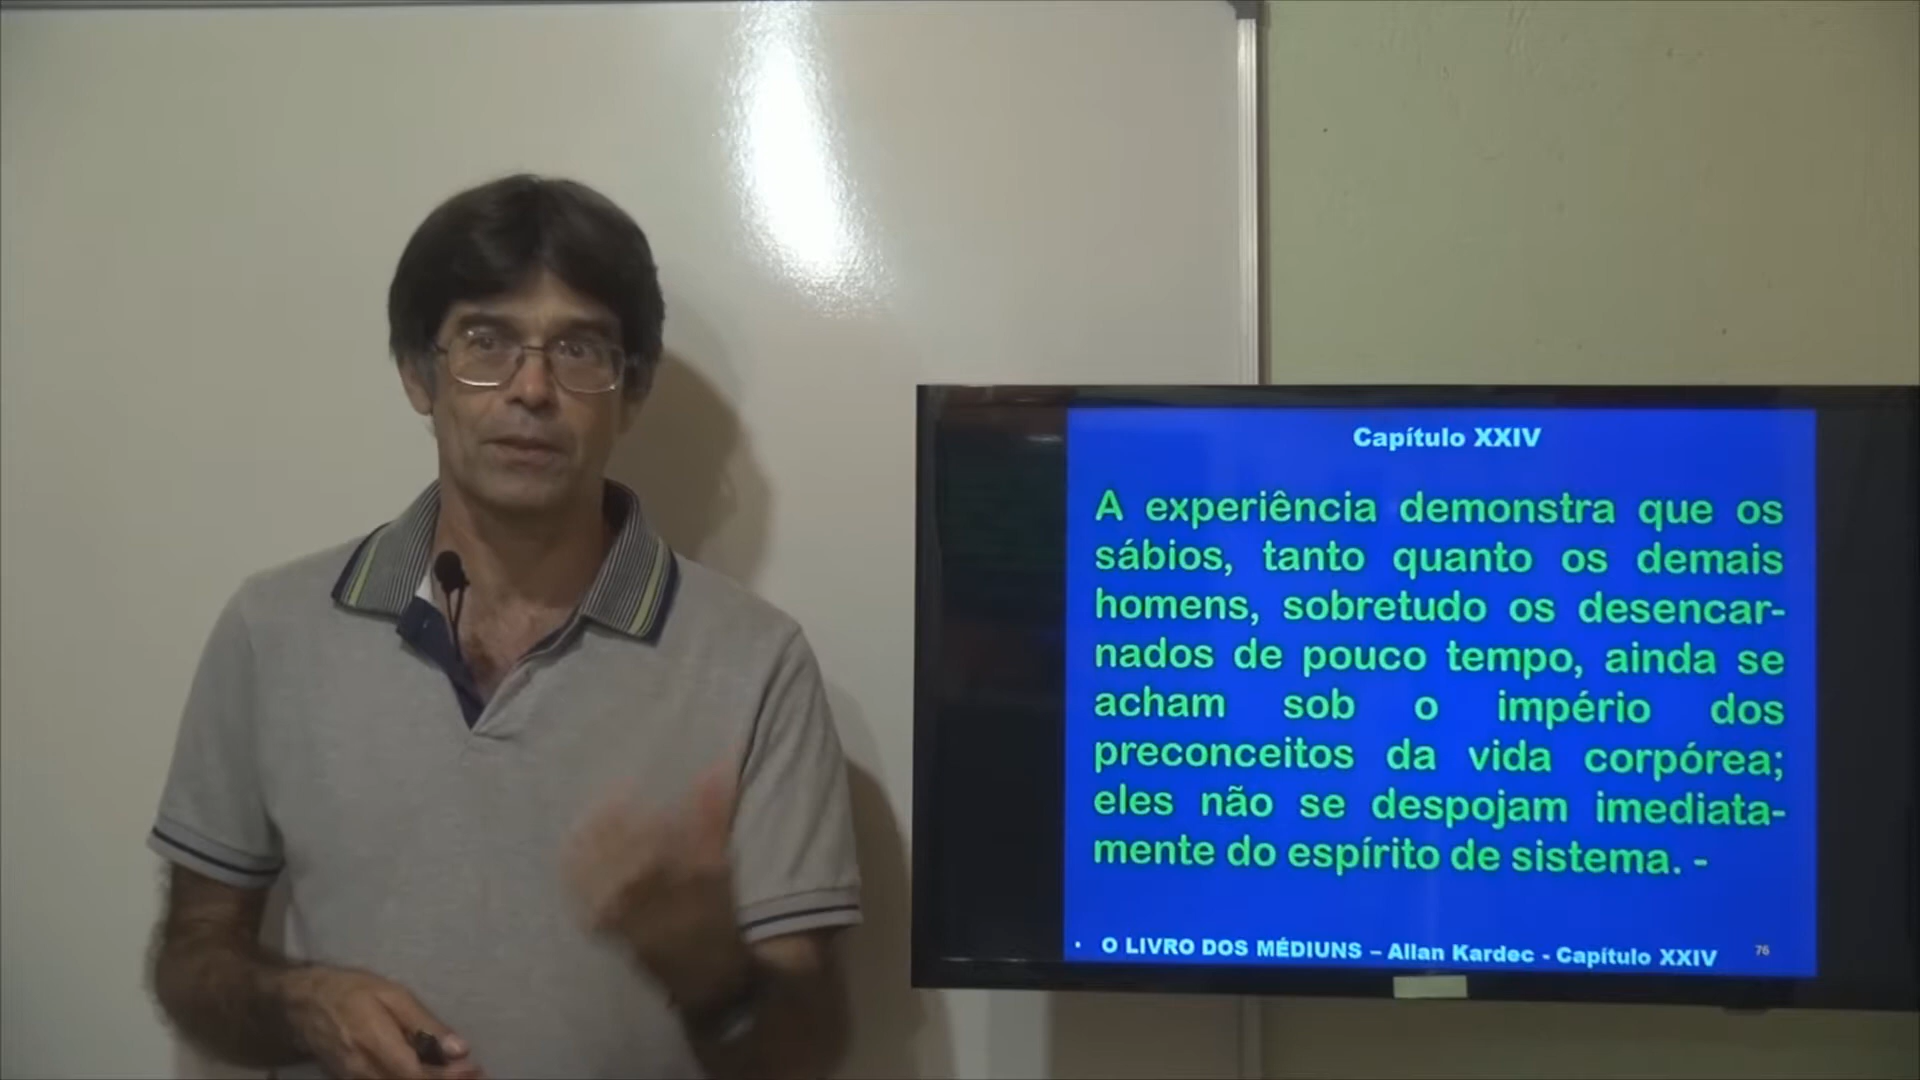 Capítulo XXIV
A experiência demonstra que os
sábios, tanto quanto os demais
homens, sobretudo os desencar-
nados de pouco tempo, ainda se
acham sob o império dos
preconceitos da vida corpórea;
eles não se despojam imediata-
mente do espírito de sistema. -
• O LIVRO DOS MÉDIUNS – Allan Kardec - Capítulo XXIV
76